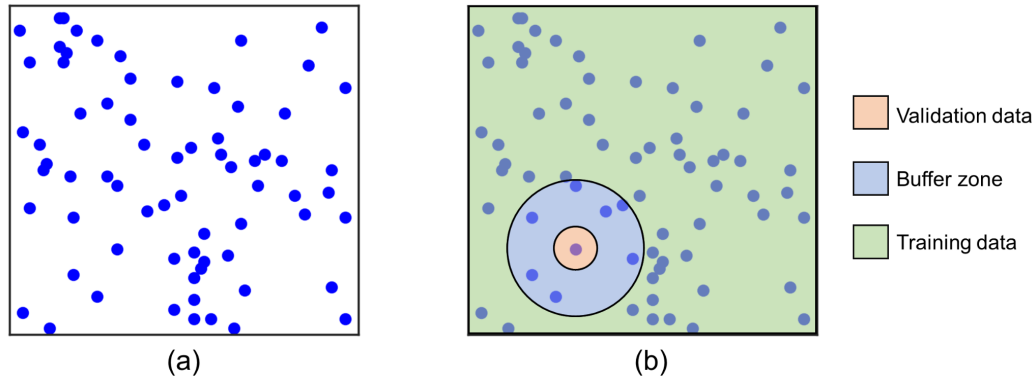 Validation data
Buffer zone
Training data
(a)
(b)